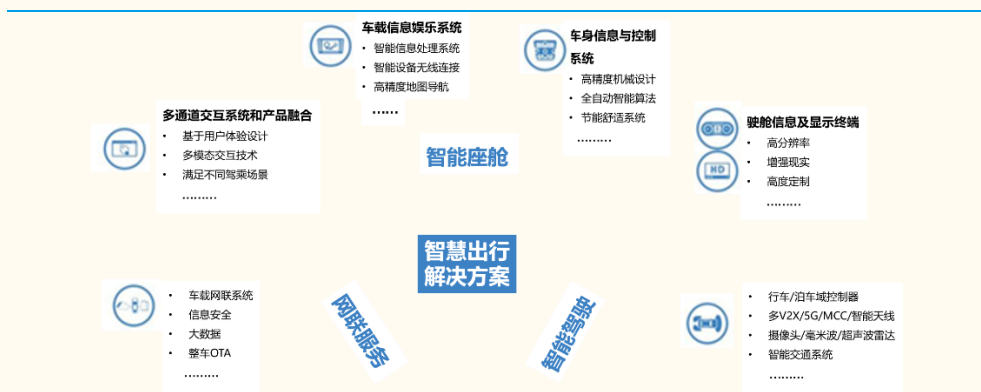 车载信息娱乐系统
• 智能信息处理系统
• 智能设备无线连接
• 高精度地图导航
……
车身信息与控制
系统
• 高精度机械设计
• 全自动智能算法
• 节能舒适系统
………
多通道交互系统和产品融合
• 基于用户体验设计
• 多模态交互技术
• 满足不同驾乘场景
………
智能座舱
驶舱信息及显示终端
• 高分辨率
• 增强现实
• 高度定制
………
HD
智慧出行
解决方案
• 车载网联系统
• 信息安全
• 大数据
• 整车OTA
………
网联服务
智能驾驶
• 行车/泊车域控制器
• 多V2X/5G/MCC/智能天线
• 摄像头/毫米波/超声波雷达
• 智能交通系统
………